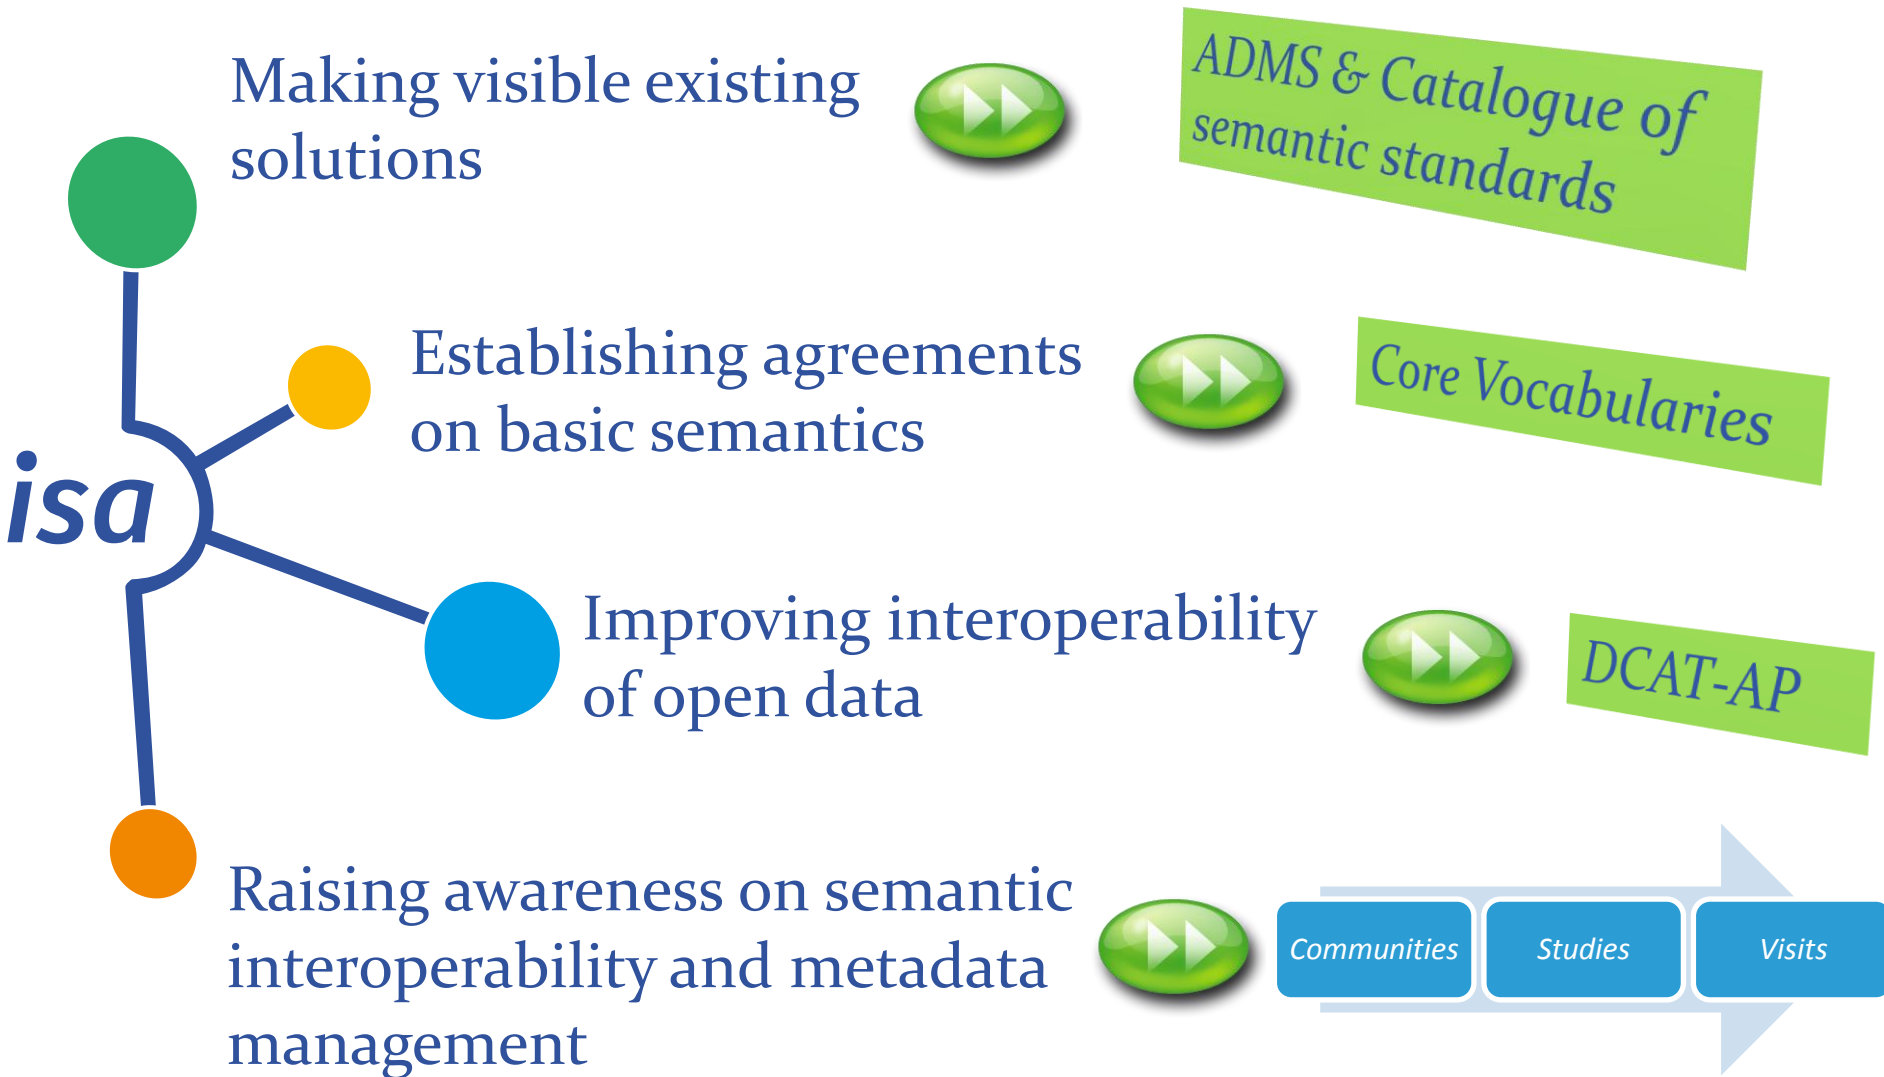 Making visible existing
solutions
ADMS & Catalogue of
semantic standards
Establishing agreements
on basic semantics
Core Vocabularies
isa
Improving interoperability
of open data
DCAT-AP
Raising awareness on semantic
interoperability and metadata
management
Communities
Studies
Visits